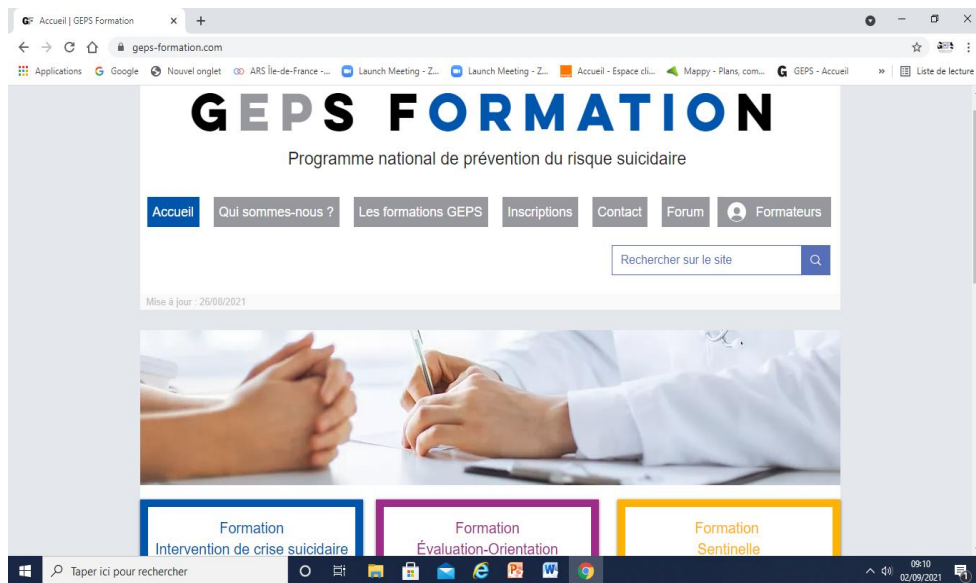 GF Accueil | GEPS Formation
geps-formation.com
Applications Google Nouvel onglet ARS Île-de-France -... Launch Meeting - Z... Launch Meeting - Z... Accueil - Espace cli... Mappy - Plans, com... GEPS - Accueil » Liste de lecture
GEPS FORMATION
Programme national de prévention du risque suicidaire
Accueil Qui sommes-nous ? Les formations GEPS Inscriptions Contact Forum Formateurs
Rechercher sur le site
Mise à jour : 26/08/2021
Formation
Intervention de crise suicidaire
Formation
Évaluation-Orientation
Formation
Sentinelle
Taper ici pour rechercher
09:10
02/09/2021